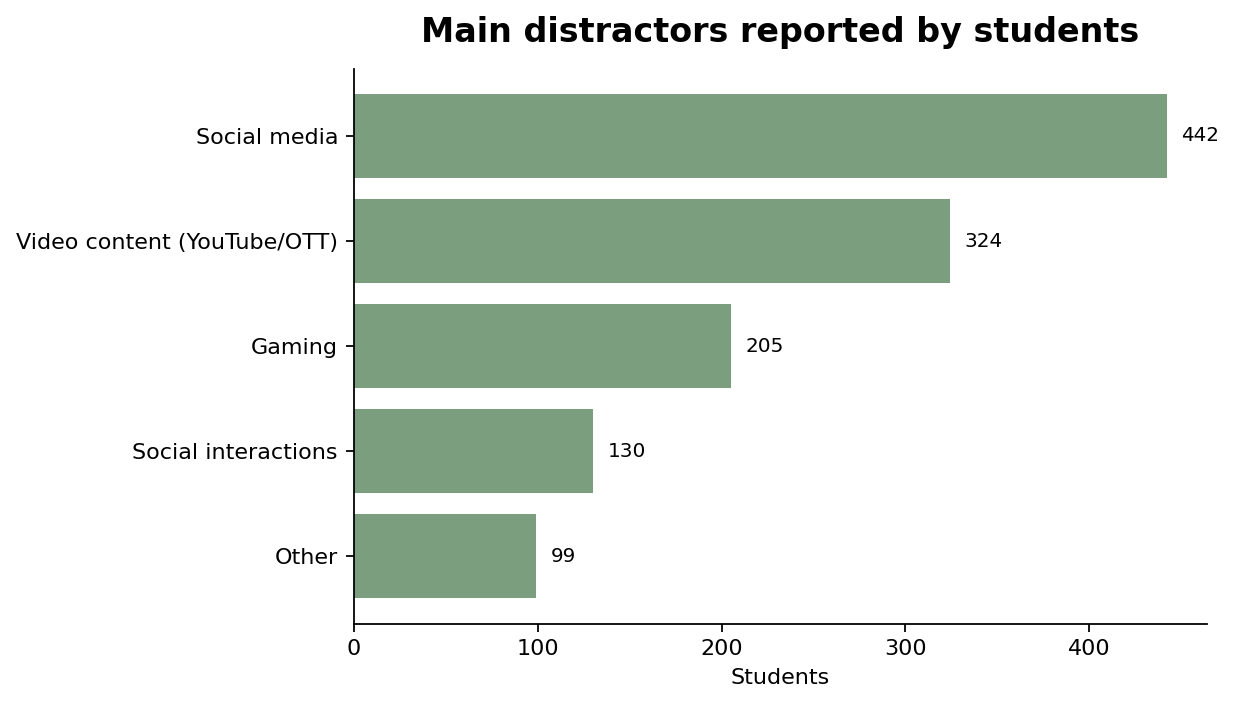 Main distractors reported by students
Social media 442
Video content (YouTube/OTT) 324
Gaming 205
Social interactions 130
Other 99
0 100 200 300 400
Students